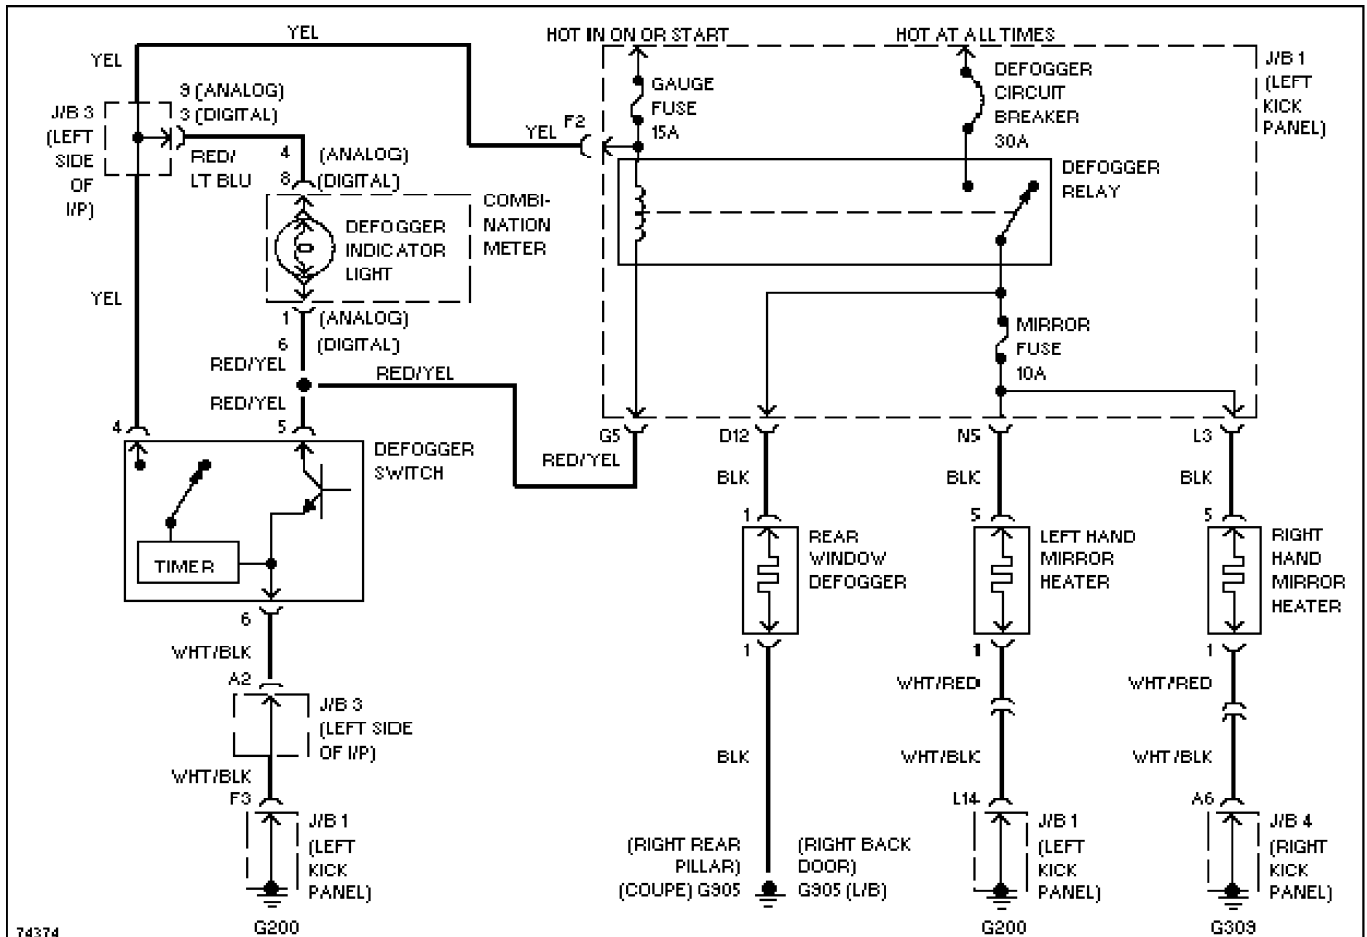 YEL
HOT IN ON OR START
HOT AT ALL TIMES
YEL
9 (ANALOG)
3 (DIGITAL)
J/B 3
(LEFT
SIDE
OF
I/P)
RED/
LT BLU
4 (ANALOG)
8 (DIGITAL)
YEL
F2
GAUGE
FUSE
15A
DEFOGGER
CIRCUIT
BREAKER
30A
J/B 1
(LEFT
KICK
PANEL)
DEFOGGER
RELAY
COMBI-
NATION
METER
DEFOGGER
INDICATOR
LIGHT
YEL
1 (ANALOG)
6 (DIGITAL)
RED/YEL
RED/YEL
RED/YEL
MIRROR
FUSE
10A
4
5
DEFOGGER
SWITCH
G5
RED/YEL
D12
N5
L3
BLK
BLK
BLK
TIMER
1
REAR
WINDOW
DEFOGGER
5
LEFT HAND
MIRROR
HEATER
5
RIGHT
HAND
MIRROR
HEATER
6
1
1
1
WHT/BLK
A2
J/B 3
(LEFT SIDE
OF I/P)
WHT/RED
WHT/RED
WHT/BLK
BLK
WHT/BLK
WHT/BLK
F3
J/B 1
(LEFT
KICK
PANEL)
L14
J/B 1
(LEFT
KICK
PANEL)
A6
J/B 4
(RIGHT
KICK
PANEL)
(RIGHT REAR
PILLAR)
(COUPE) G905
(RIGHT BACK
DOOR)
G905 (L/B)
G200
G200
G309
74374